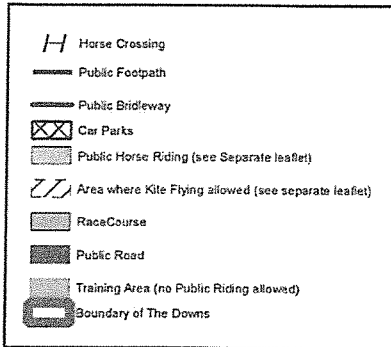 Horse Crossing
Public Footpath
Public Bridleway
Car Parks
Public Horse Riding (see Separate leaflet)
Area where Kite Flying allowed (see separate leaflet)
RaceCourse
Public Road
Training Area (no Public Riding allowed)
Boundary of The Downs